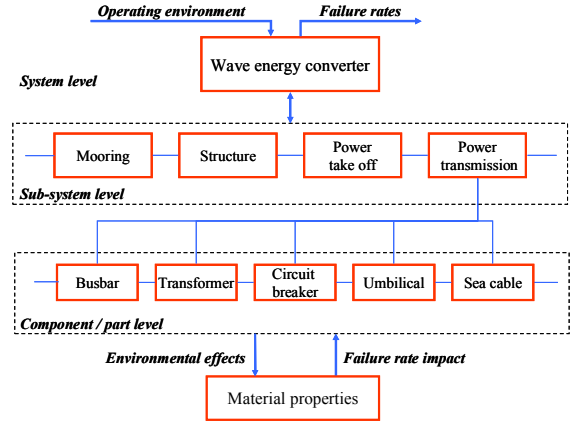 Operating environment
Failure rates
Wave energy converter
System level
Mooring
Structure
Power
take off
Power
transmission
Sub-system level
Busbar
Transformer
Circuit
breaker
Umbilical
Sea cable
Component / part level
Environmental effects
Failure rate impact
Material properties